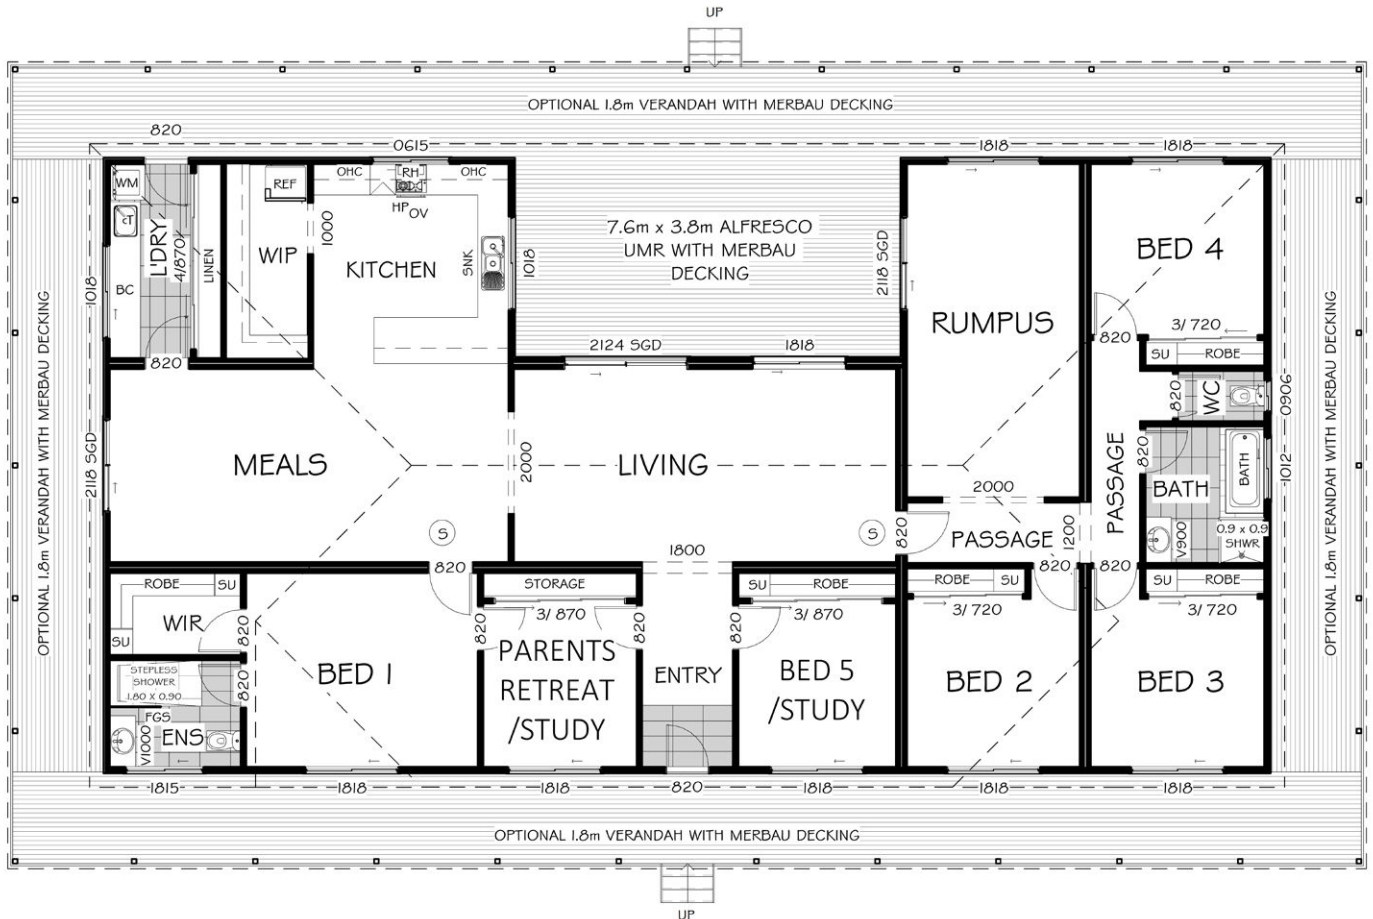 UP
OPTIONAL 1.8m VERANDAH WITH MERBAU DECKING
820
0615
1818
1818
WM
cT
L'DRY
4/870
LINEN
BC
1018
820
REF
WIP
1000
OHC
RH
OHC
HP
OV
KITCHEN
SNK
1018
7.6m x 3.8m ALFRESCO
UMR WITH MERBAU
DECKING
2118 SGD
2124 SGD
1818
RUMPUS
2000
BED 4
820
3/ 720
SU
ROBE
820
WC
0906
OPTIONAL 1.8m VERANDAH WITH MERBAU DECKING
OPTIONAL 1.8m VERANDAH WITH MERBAU DECKING
2118 SGD
MEALS
2000
LIVING
S
S
820
PASSAGE
1200
PASSAGE
820
BATH
BATH
1012
V900
0.9 x 0.9
SHWR
820
1800
820
820
ROBE
SU
WIR
SU
820
STEPLESS
SHOWER
1.80 X 0.90
820
FGS
V1000
ENS
BED 1
820
STORAGE
3/ 870
820
PARENTS
RETREAT
/STUDY
ENTRY
820
SU
ROBE
3/ 870
BED 5
/STUDY
ROBE
SU
3/ 720
BED 2
SU
ROBE
3/ 720
BED 3
1815
1818
1818
820
1818
1818
1818
OPTIONAL 1.8m VERANDAH WITH MERBAU DECKING
UP